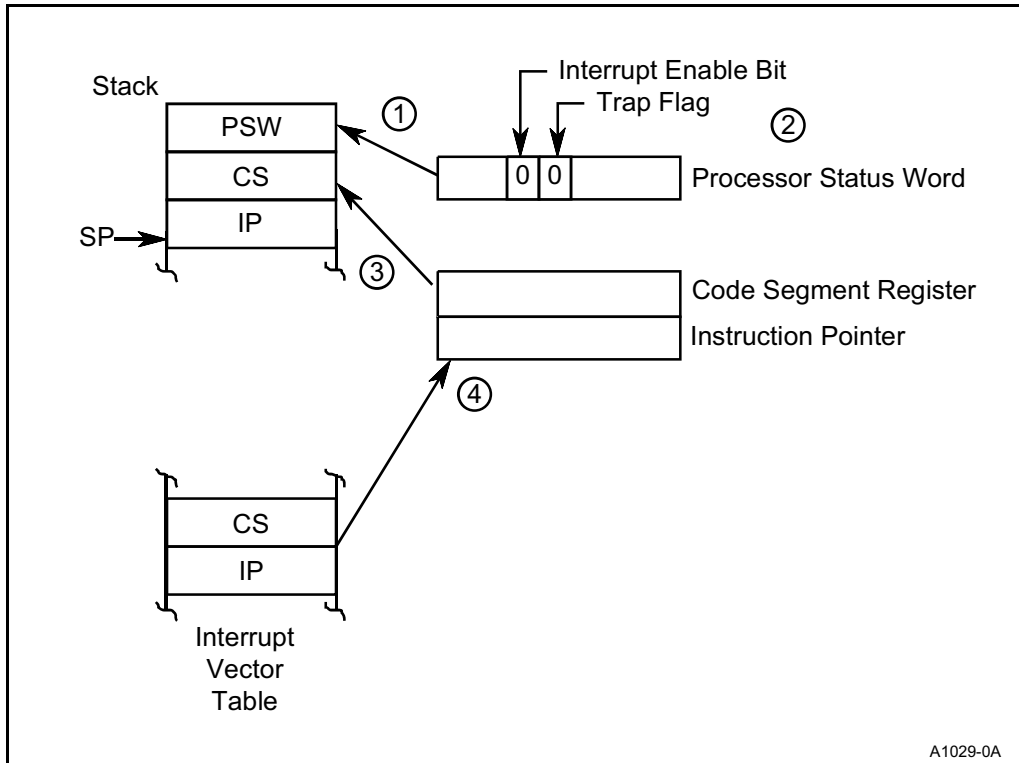 Stack
PSW
CS
IP
SP
1
Interrupt Enable Bit
Trap Flag
2
0 0
Processor Status Word
3
Code Segment Register
Instruction Pointer
4
CS
IP
Interrupt
Vector
Table
A1029-0A